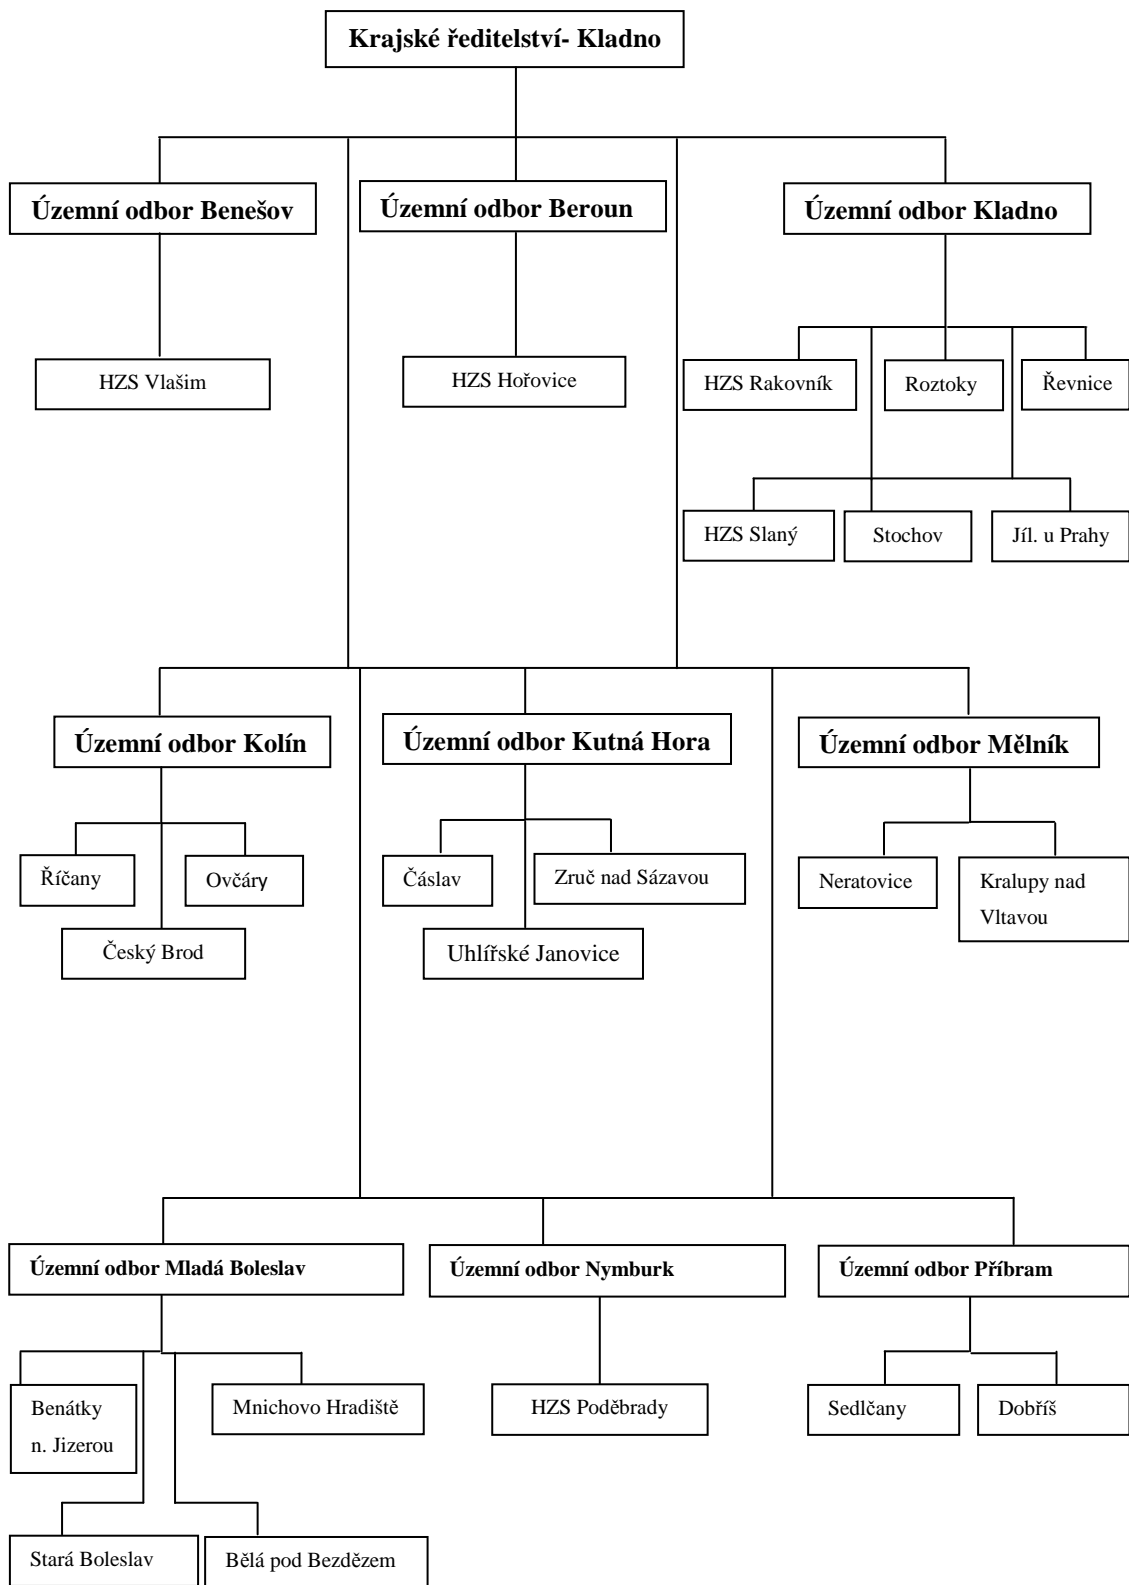 Krajské ředitelství- Kladno
Územní odbor Benešov
Územní odbor Beroun
Územní odbor Kladno
HZS Vlašim
HZS Hořovice
HZS Rakovník
Roztoky
Řevnice
HZS Slaný
Stochov
Jíl. u Prahy
Územní odbor Kolín
Územní odbor Kutná Hora
Územní odbor Mělník
Říčany
Ovčáry
Čáslav
Zruč nad Sázavou
Neratovice
Kralupy nad
Vltavou
Český Brod
Uhlířské Janovice
Územní odbor Mladá Boleslav
Územní odbor Nymburk
Územní odbor Příbram
Benátky
n. Jizerou
Mnichovo Hradiště
HZS Poděbrady
Sedlčany
Dobříš
Stará Boleslav
Bělá pod Bezdězem